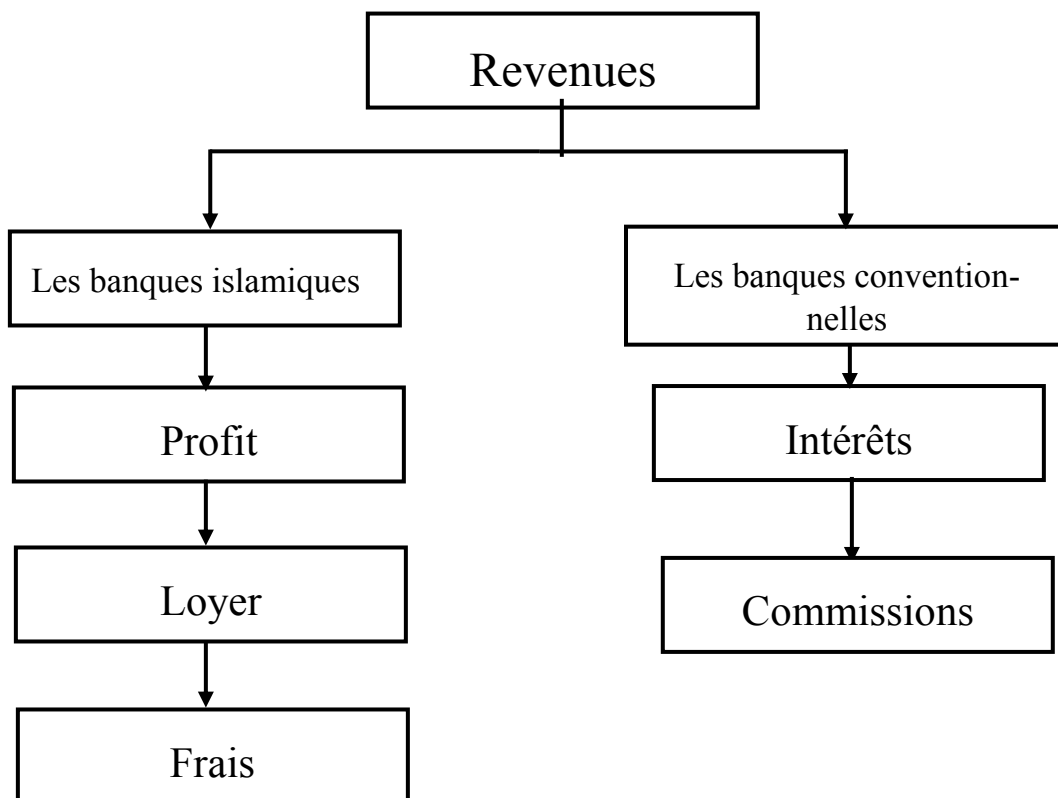 Revenues
Les banques islamiques
Les banques convention-
nelles
Profit
Intérêts
Loyer
Commissions
Frais